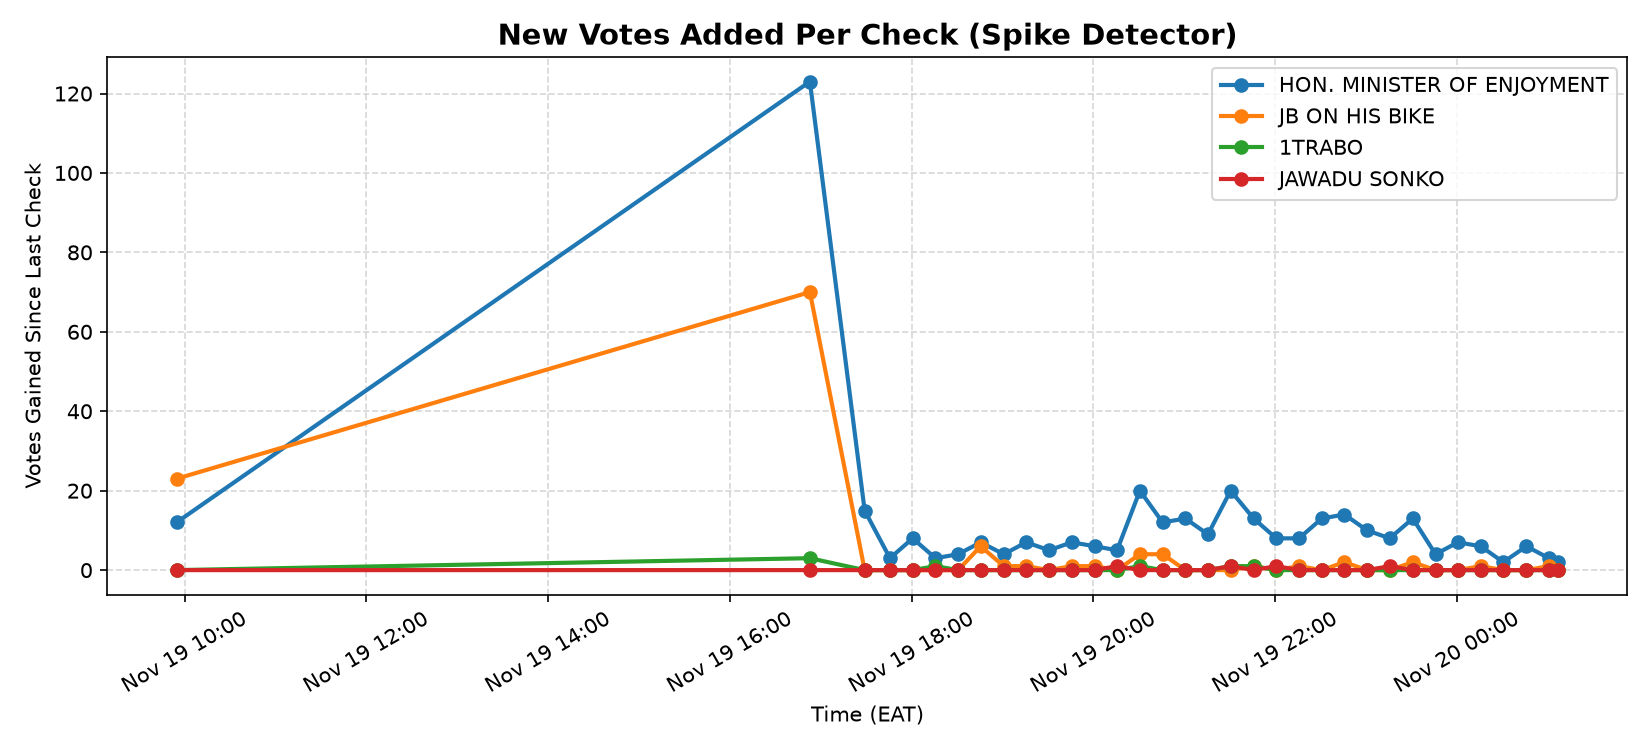 New Votes Added Per Check (Spike Detector)
HON. MINISTER OF ENJOYMENT
JB ON HIS BIKE
1TRABO
JAWADU SONKO
Votes Gained Since Last Check
120
100
80
60
40
20
0
Nov 19 10:00
Nov 19 12:00
Nov 19 14:00
Nov 19 16:00
Nov 19 18:00
Nov 19 20:00
Nov 19 22:00
Nov 20 00:00
Time (EAT)